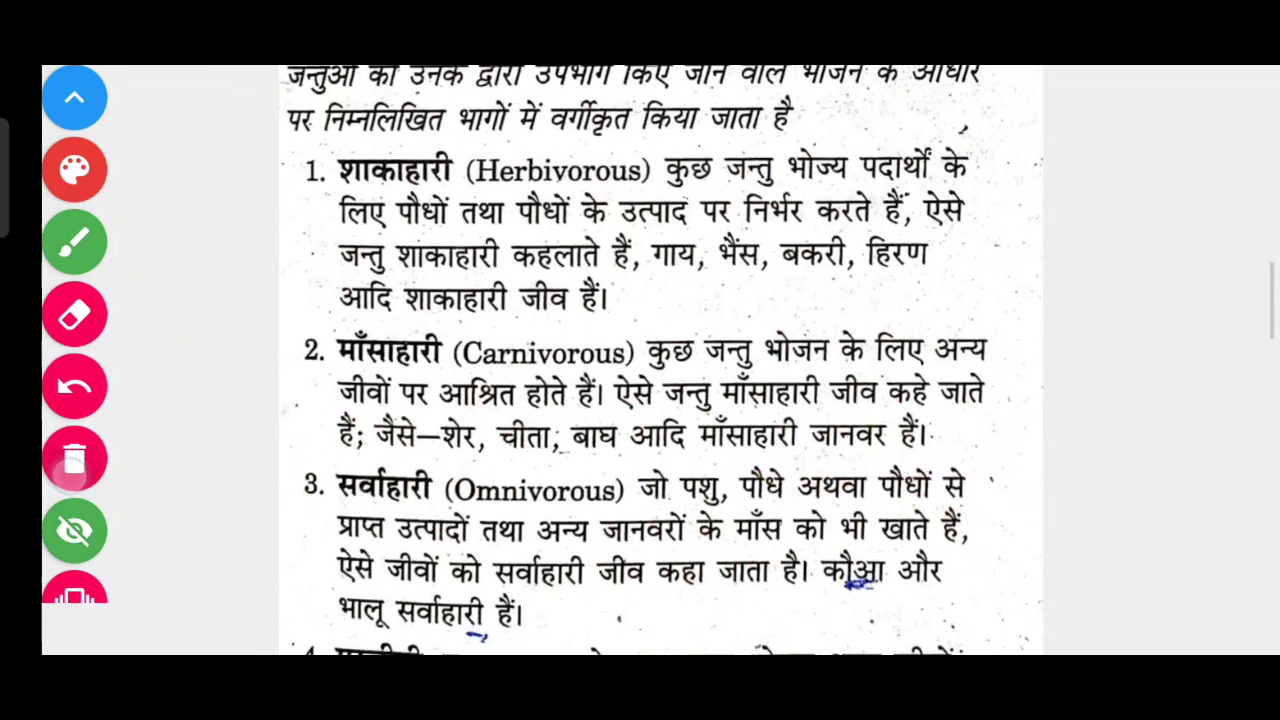 जन्तुओं को उनके द्वारा उपभोग किए जाने वाले भोजन के आधार
पर निम्नलिखित भागों में वर्गीकृत किया जाता है
1. शाकाहारी (Herbivorous) कुछ जन्तु भोज्य पदार्थों के
लिए पौधों तथा पौधों के उत्पाद पर निर्भर करते हैं, ऐसे
जन्तु शाकाहारी कहलाते हैं, गाय, भैंस, बकरी, हिरण
आदि शाकाहारी जीव हैं।
2. माँसाहारी (Carnivorous) कुछ जन्तु भोजन के लिए अन्य
जीवों पर आश्रित होते हैं। ऐसे जन्तु माँसाहारी जीव कहे जाते
हैं; जैसे–शेर, चीता, बाघ आदि माँसाहारी जानवर हैं।
3. सर्वाहारी (Omnivorous) जो पशु, पौधे अथवा पौधों से
प्राप्त उत्पादों तथा अन्य जानवरों के माँस को भी खाते हैं,
ऐसे जीवों को सर्वाहारी जीव कहा जाता है। कौआ और
भालू सर्वाहारी हैं।